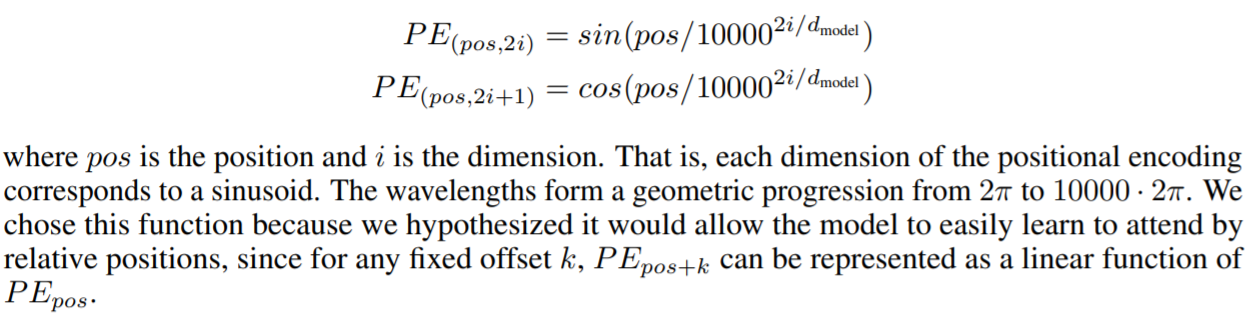 PE₍pos,2i₎ = sin(pos/10000^{2i/d_model})
PE₍pos,2i+1₎ = cos(pos/10000^{2i/d_model})
where pos is the position and i is the dimension. That is, each dimension of the positional encoding
corresponds to a sinusoid. The wavelengths form a geometric progression from 2π to 10000 · 2π. We
chose this function because we hypothesized it would allow the model to easily learn to attend by
relative positions, since for any fixed offset k, PE_{pos+k} can be represented as a linear function of
PE_{pos}.